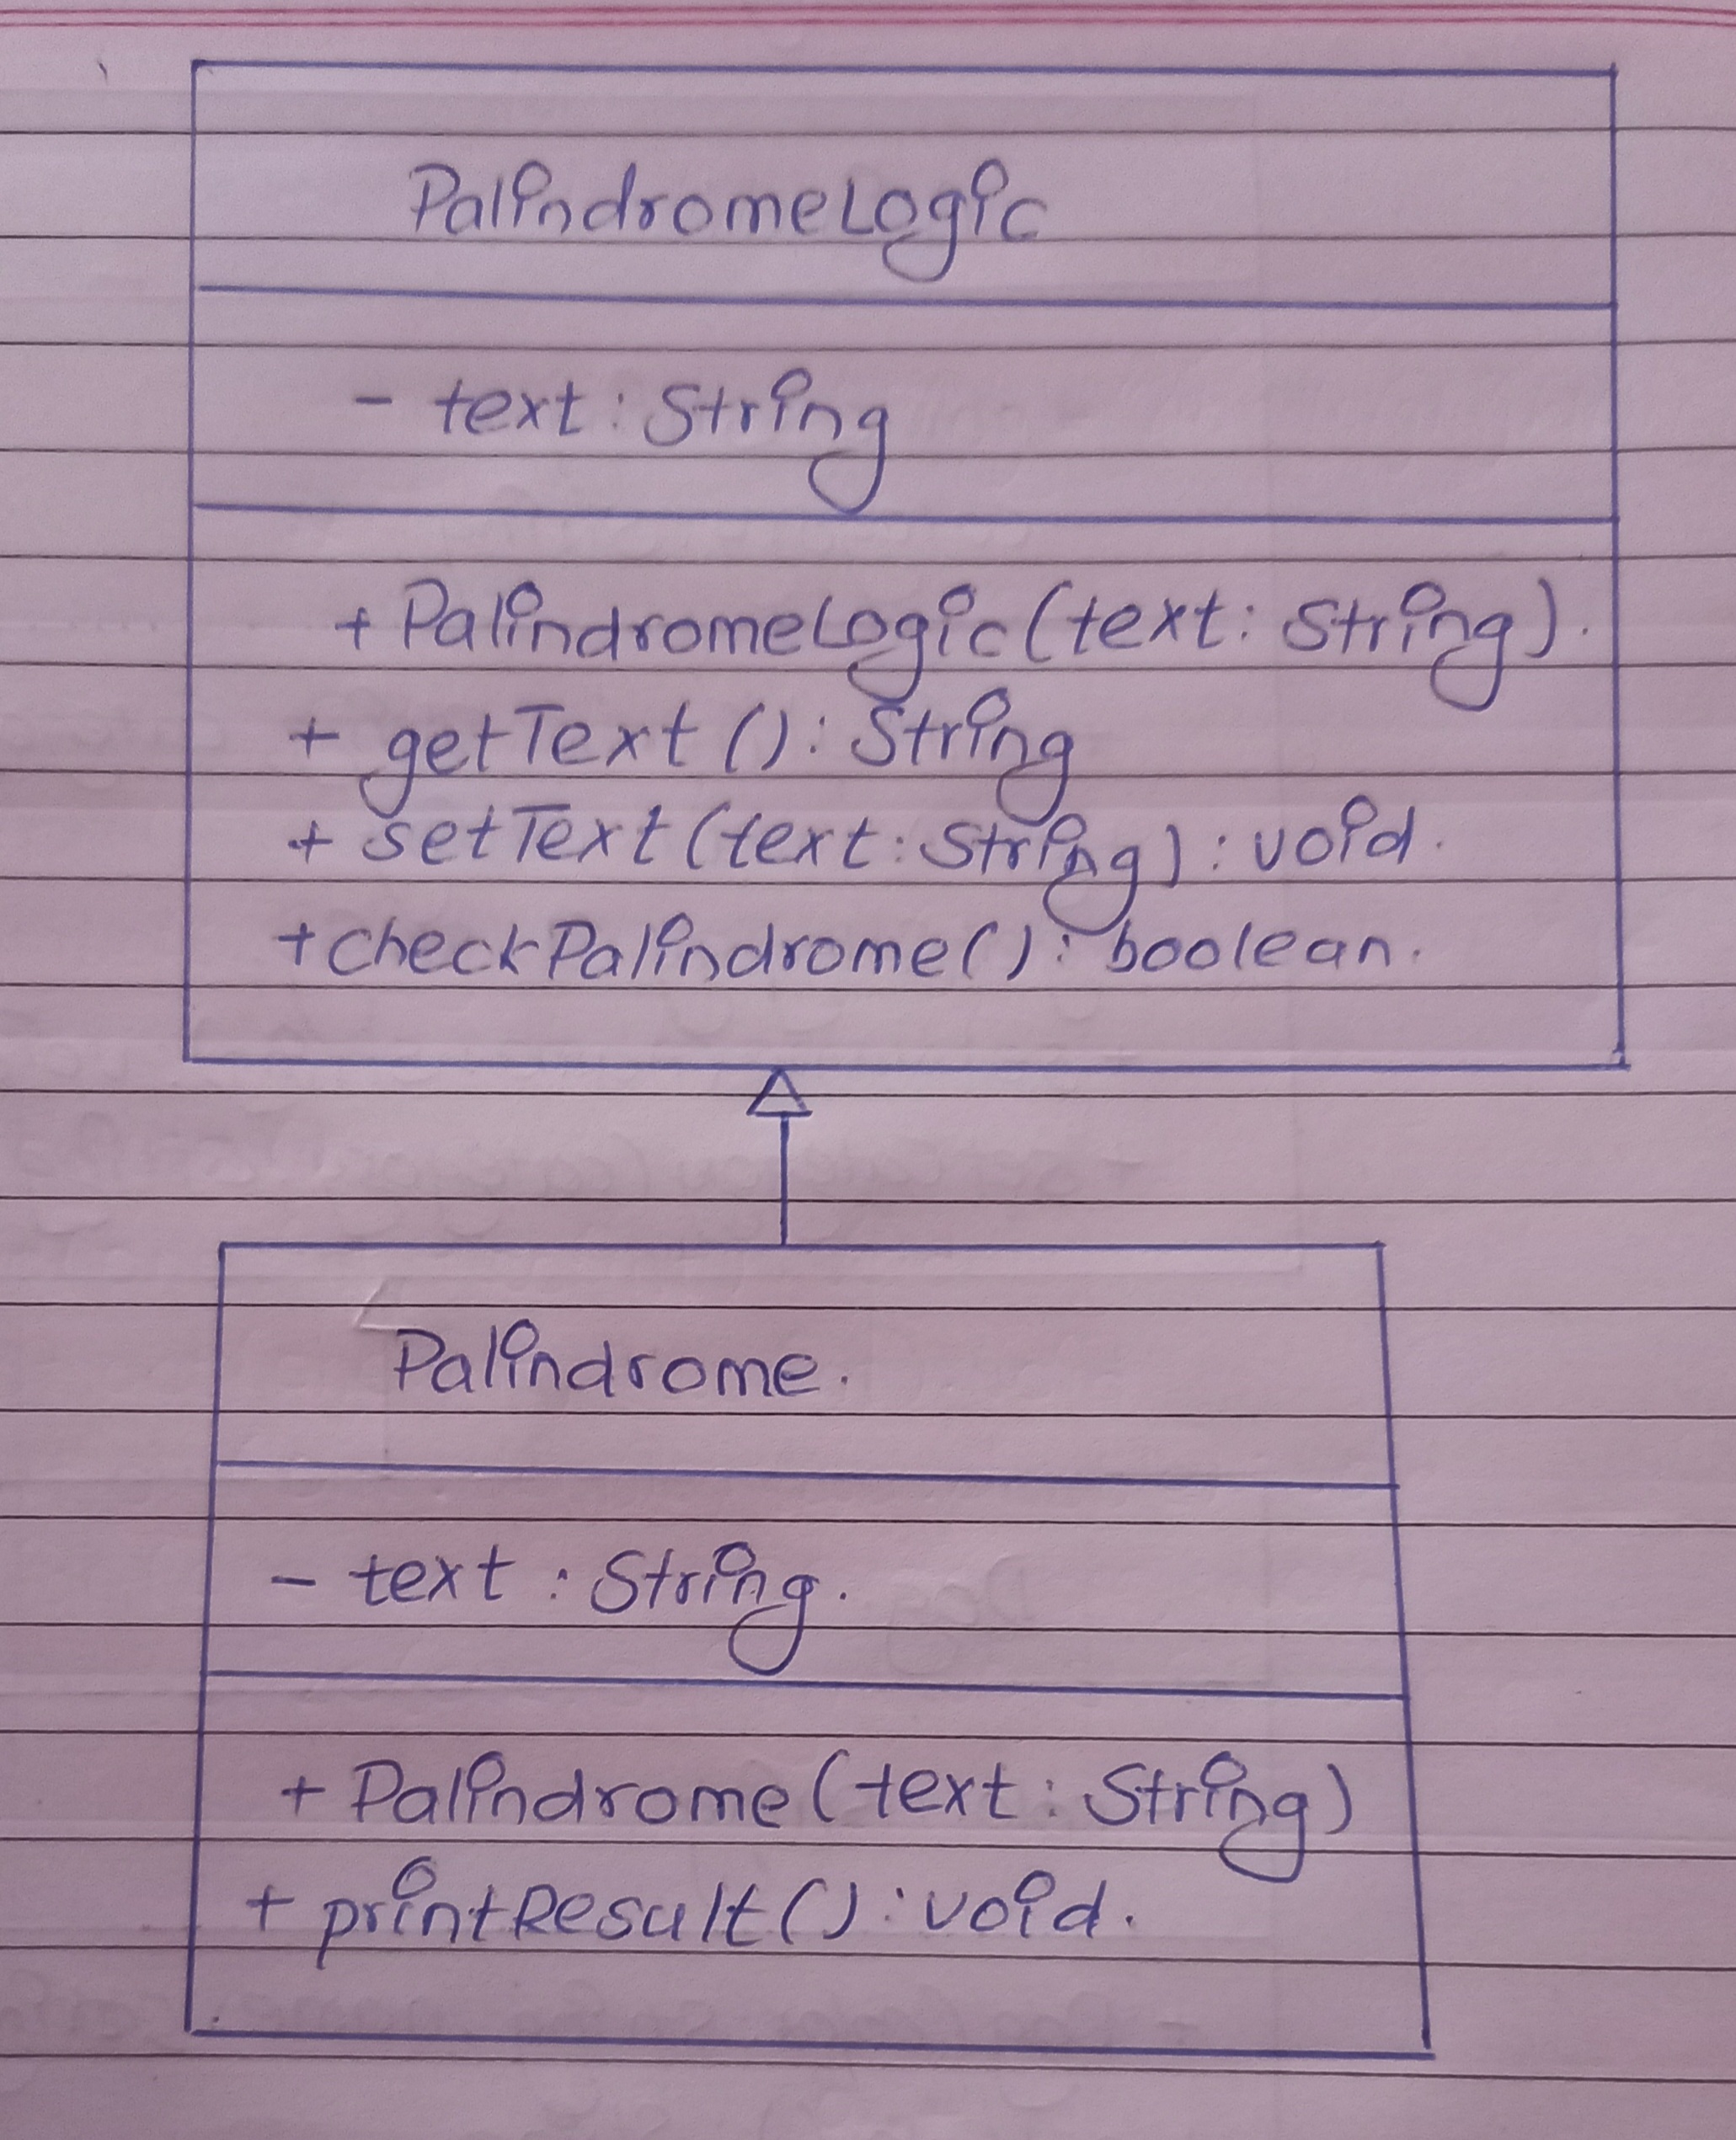 PalindromeLogic
- text : String
+ PalindromeLogic(text: String).
+ getText (): String
+ setText(text: String) : void.
+checkPalindrome(): boolean.
Palindrome.
- text : String.
+ Palindrome(text : String)
+ printResult() : void.